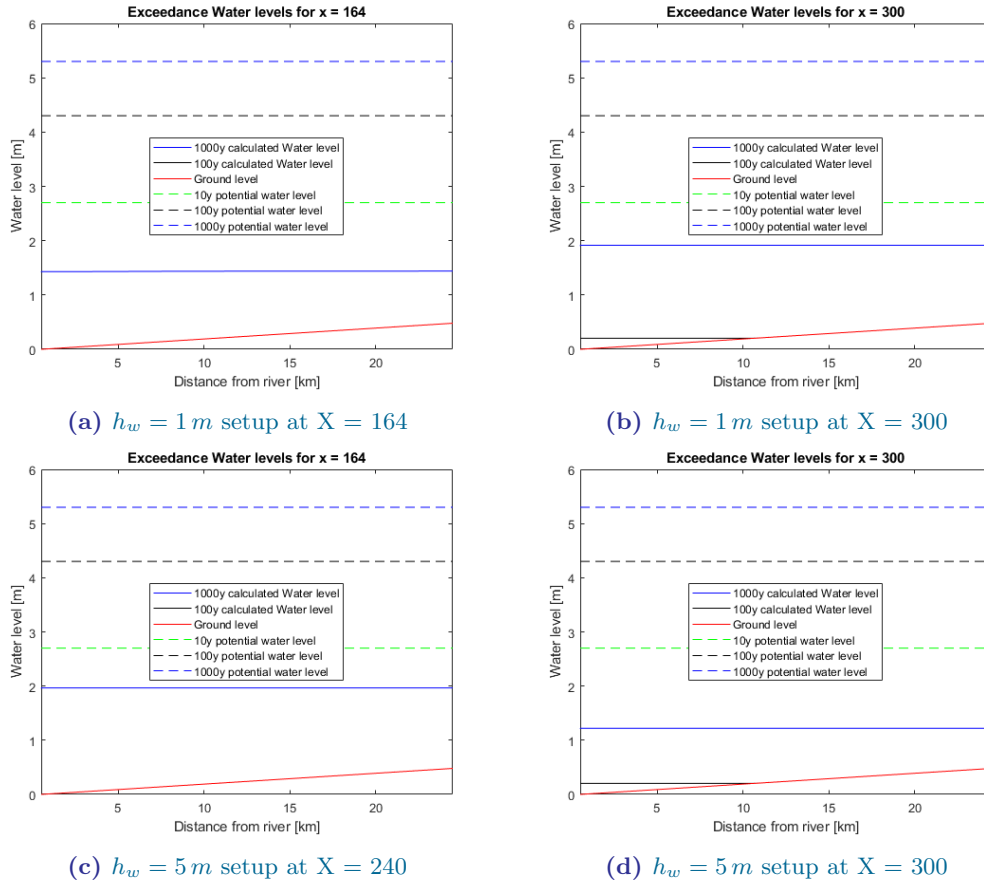 Exceedance Water levels for x = 164
Water level [m]
6
5
4
3
2
1
0
1000y calculated Water level
100y calculated Water level
Ground level
10y potential water level
100y potential water level
1000y potential water level
5 10 15 20
Distance from river [km]
(a) h_w = 1 m setup at X = 164
Exceedance Water levels for x = 300
Water level [m]
6
5
4
3
2
1
0
1000y calculated Water level
100y calculated Water level
Ground level
10y potential water level
100y potential water level
1000y potential water level
5 10 15 20
Distance from river [km]
(b) h_w = 1 m setup at X = 300
Exceedance Water levels for x = 164
Water level [m]
6
5
4
3
2
1
0
1000y calculated Water level
100y calculated Water level
Ground level
10y potential water level
100y potential water level
1000y potential water level
5 10 15 20
Distance from river [km]
(c) h_w = 5 m setup at X = 240
Exceedance Water levels for x = 300
Water level [m]
6
5
4
3
2
1
0
1000y calculated Water level
100y calculated Water level
Ground level
10y potential water level
100y potential water level
1000y potential water level
5 10 15 20
Distance from river [km]
(d) h_w = 5 m setup at X = 300